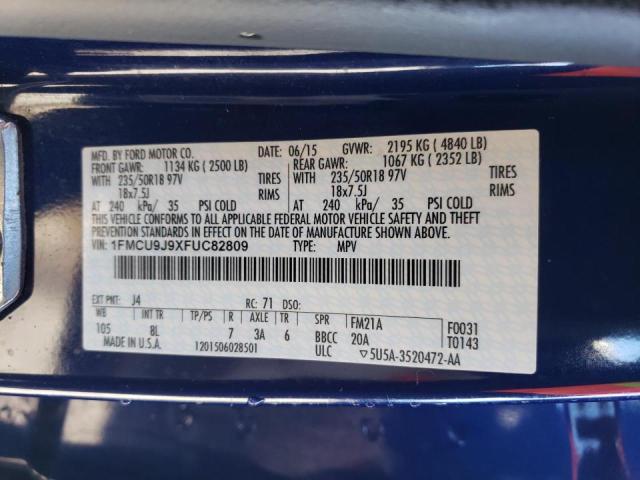 MFD. BY FORD MOTOR CO. DATE: 06/15 GVWR: 2195 KG ( 4840 LB)
FRONT GAWR: 1134 KG ( 2500 LB) REAR GAWR: 1067 KG ( 2352 LB)
WITH 235/50R18 97V TIRES WITH 235/50R18 97V TIRES
18x7.5J RIMS 18x7.5J RIMS
AT 240 kPa/ 35 PSI COLD AT 240 kPa/ 35 PSI COLD
THIS VEHICLE CONFORMS TO ALL APPLICABLE FEDERAL MOTOR VEHICLE SAFETY AND THEFT PREVENTION
STANDARDS IN EFFECT ON THE DATE OF MANUFACTURE SHOWN ABOVE.
VIN: 1FMCU9J9XFUC82809 TYPE: MPV
EXT PNT: J4 RC: 71 DSO:
WB INT TR TP/PS R AXLE TR SPR FM21A F0031
105 8L 7 3A 6 BBCC 20A T0143
MADE IN U.S.A. 1201506028501 ULC ▽5U5A-3520472-AA